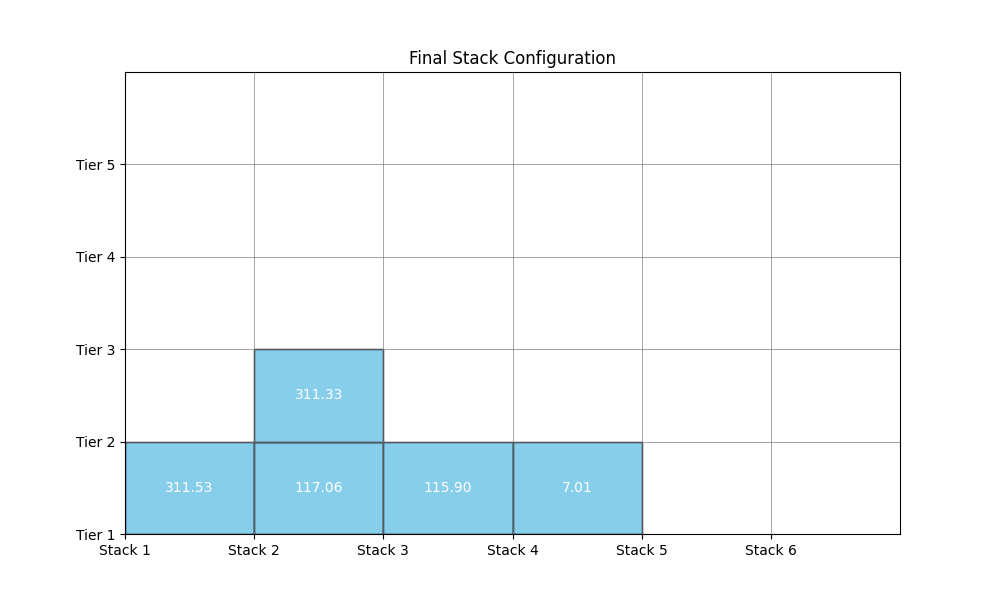 Final Stack Configuration
Tier 5
Tier 4
Tier 3
311.33
Tier 2
311.53 117.06 115.90 7.01
Tier 1
Stack 1 Stack 2 Stack 3 Stack 4 Stack 5 Stack 6